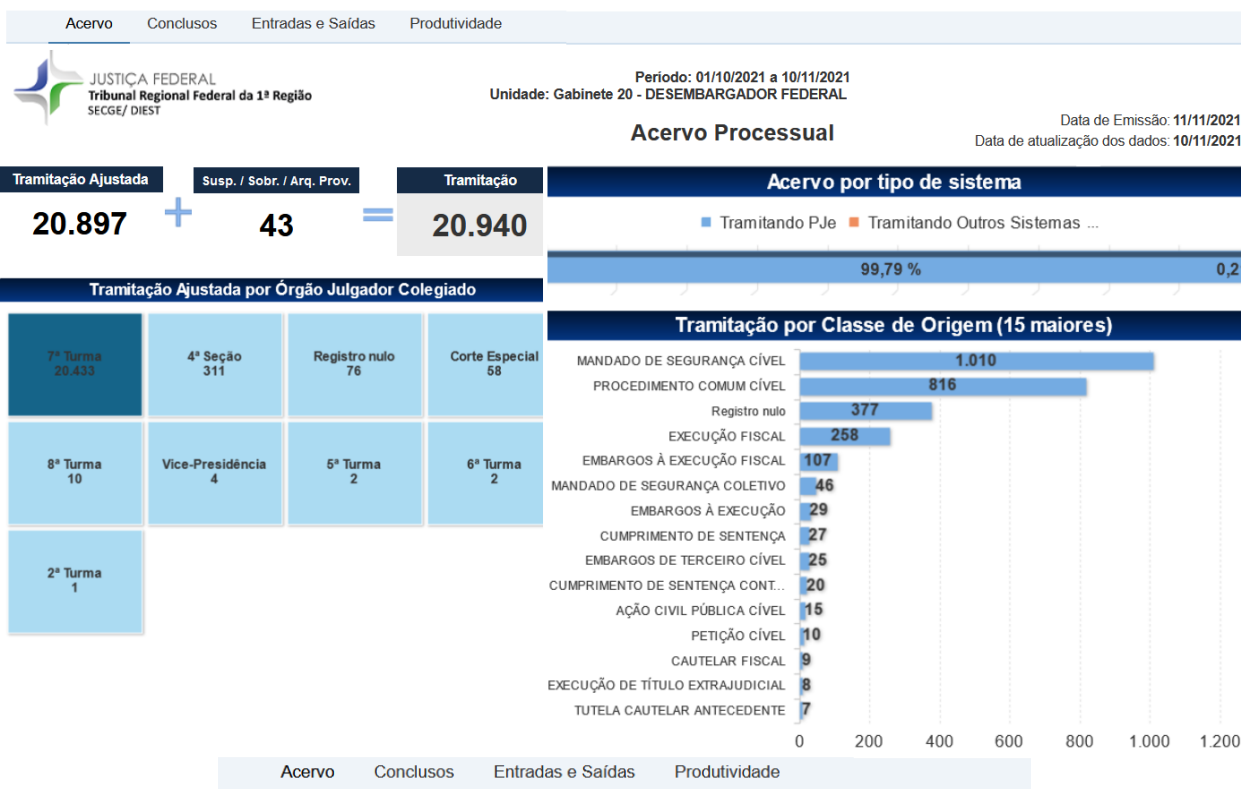 Acervo Conclusos Entradas e Saídas Produtividade
JUSTIÇA FEDERAL
Tribunal Regional Federal da 1ª Região
SECGE/ DIEST
Periodo: 01/10/2021 a 10/11/2021
Unidade: Gabinete 20 - DESEMBARGADOR FEDERAL
Acervo Processual
Data de Emissão: 11/11/2021
Data de atualização dos dados: 10/11/2021
Tramitação Ajustada
20.897
+
Susp. / Sobr. / Arq. Prov.
43
=
Tramitação
20.940
Tramitação Ajustada por Órgão Julgador Colegiado
7ª Turma
20.433
4ª Seção
311
Registro nulo
76
Corte Especial
58
8ª Turma
10
Vice-Presidência
4
5ª Turma
2
6ª Turma
2
2ª Turma
1
Acervo por tipo de sistema
Tramitando PJe Tramitando Outros Sistemas ...
99,79 % 0,2
Tramitação por Classe de Origem (15 maiores)
MANDADO DE SEGURANÇA CÍVEL 1.010
PROCEDIMENTO COMUM CÍVEL 816
Registro nulo 377
EXECUÇÃO FISCAL 258
EMBARGOS À EXECUÇÃO FISCAL 107
MANDADO DE SEGURANÇA COLETIVO 46
EMBARGOS À EXECUÇÃO 29
CUMPRIMENTO DE SENTENÇA 27
EMBARGOS DE TERCEIRO CÍVEL 25
CUMPRIMENTO DE SENTENÇA CONT... 20
AÇÃO CIVIL PÚBLICA CÍVEL 15
PETIÇÃO CÍVEL 10
CAUTELAR FISCAL 9
EXECUÇÃO DE TÍTULO EXTRAJUDICIAL 8
TUTELA CAUTELAR ANTECEDENTE 7
0 200 400 600 800 1.000 1.200
Acervo Conclusos Entradas e Saídas Produtividade